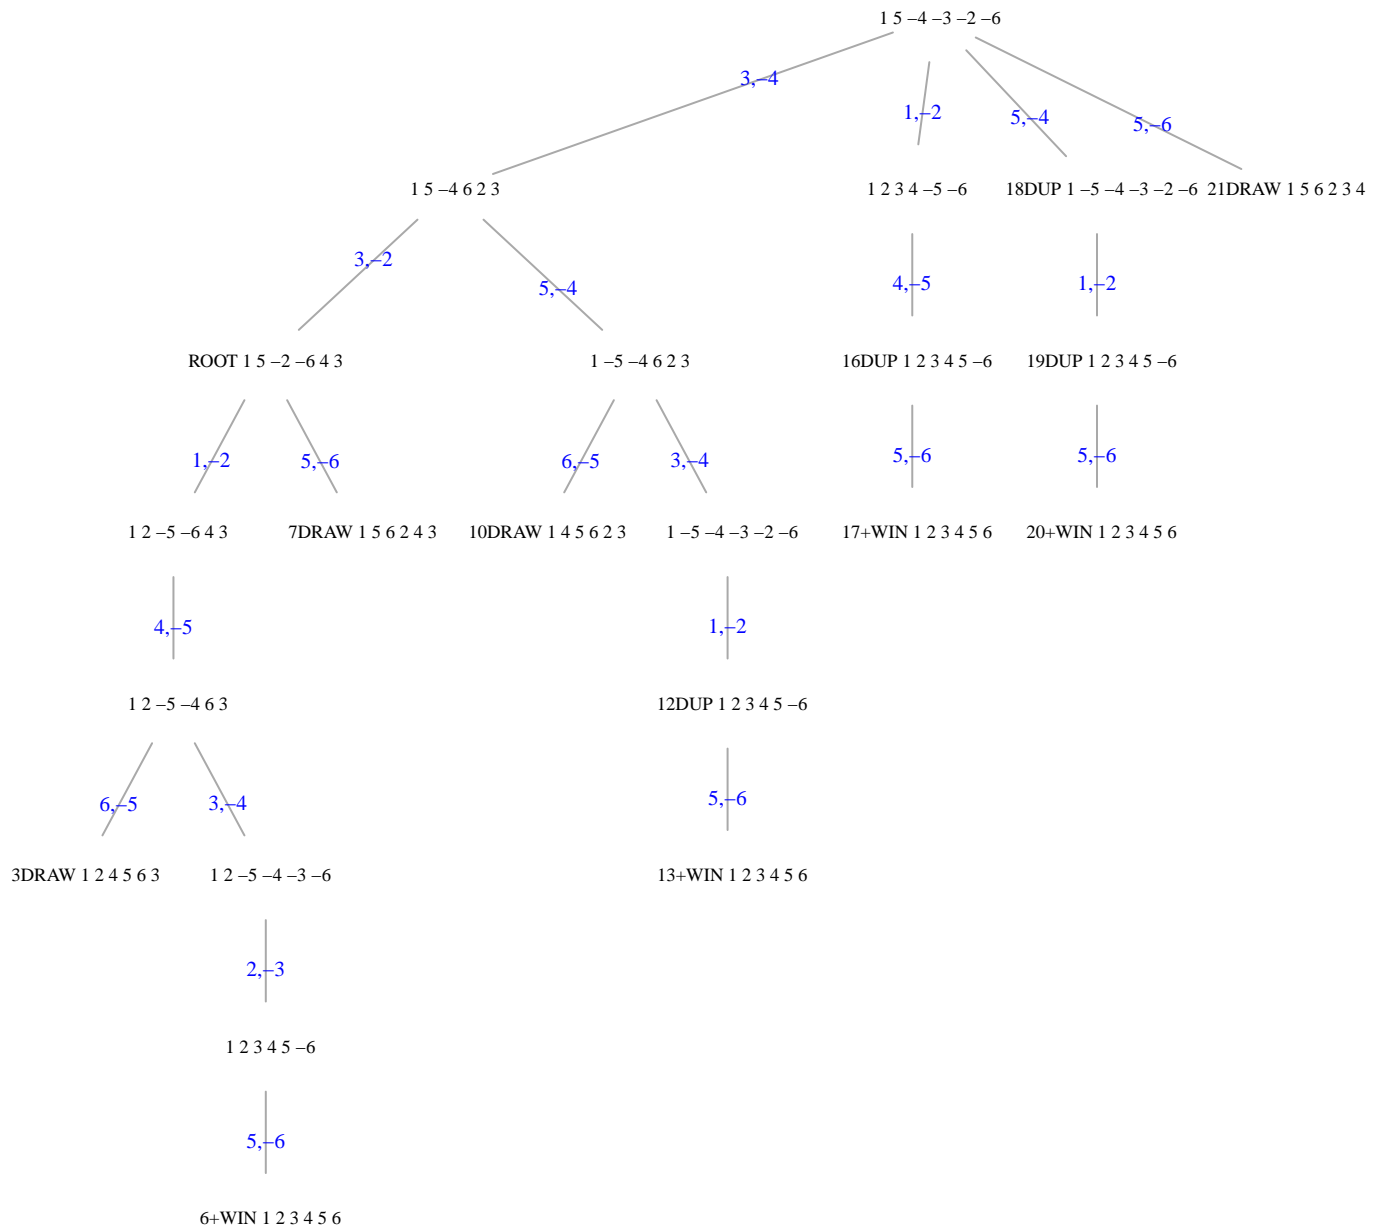 1 5 –4 –3 –2 –6
3,–4
1,–2
5,–4
5,–6
1 5 –4 6 2 3
1 2 3 4 –5 –6
18DUP 1 –5 –4 –3 –2 –6
21DRAW 1 5 6 2 3 4
3,–2
5,–4
4,–5
1,–2
ROOT 1 5 –2 –6 4 3
1 –5 –4 6 2 3
16DUP 1 2 3 4 5 –6
19DUP 1 2 3 4 5 –6
1,–2
5,–6
6,–5
3,–4
5,–6
5,–6
1 2 –5 –6 4 3
7DRAW 1 5 6 2 4 3
10DRAW 1 4 5 6 2 3
1 –5 –4 –3 –2 –6
17+WIN 1 2 3 4 5 6
20+WIN 1 2 3 4 5 6
4,–5
1,–2
1 2 –5 –4 6 3
12DUP 1 2 3 4 5 –6
6,–5
3,–4
5,–6
3DRAW 1 2 4 5 6 3
1 2 –5 –4 –3 –6
13+WIN 1 2 3 4 5 6
2,–3
1 2 3 4 5 –6
5,–6
6+WIN 1 2 3 4 5 6